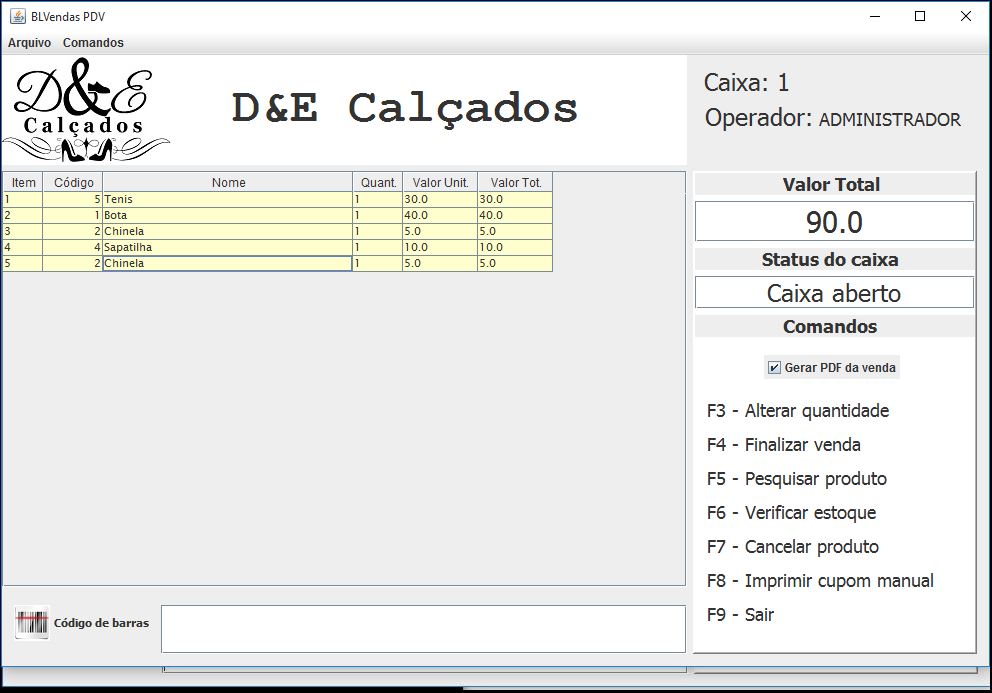 BLVendas PDV
Arquivo Comandos
D&E
Calçados
D&E Calçados
Caixa: 1
Operador: ADMINISTRADOR
Item Código Nome Quant. Valor Unit. Valor Tot.
1 5 Tenis 1 30.0 30.0
2 1 Bota 1 40.0 40.0
3 2 Chinela 1 5.0 5.0
4 4 Sapatilha 1 10.0 10.0
5 2 Chinela 1 5.0 5.0
Valor Total
90.0
Status do caixa
Caixa aberto
Comandos
Gerar PDF da venda
F3 - Alterar quantidade
F4 - Finalizar venda
F5 - Pesquisar produto
F6 - Verificar estoque
F7 - Cancelar produto
F8 - Imprimir cupom manual
F9 - Sair
Código de barras